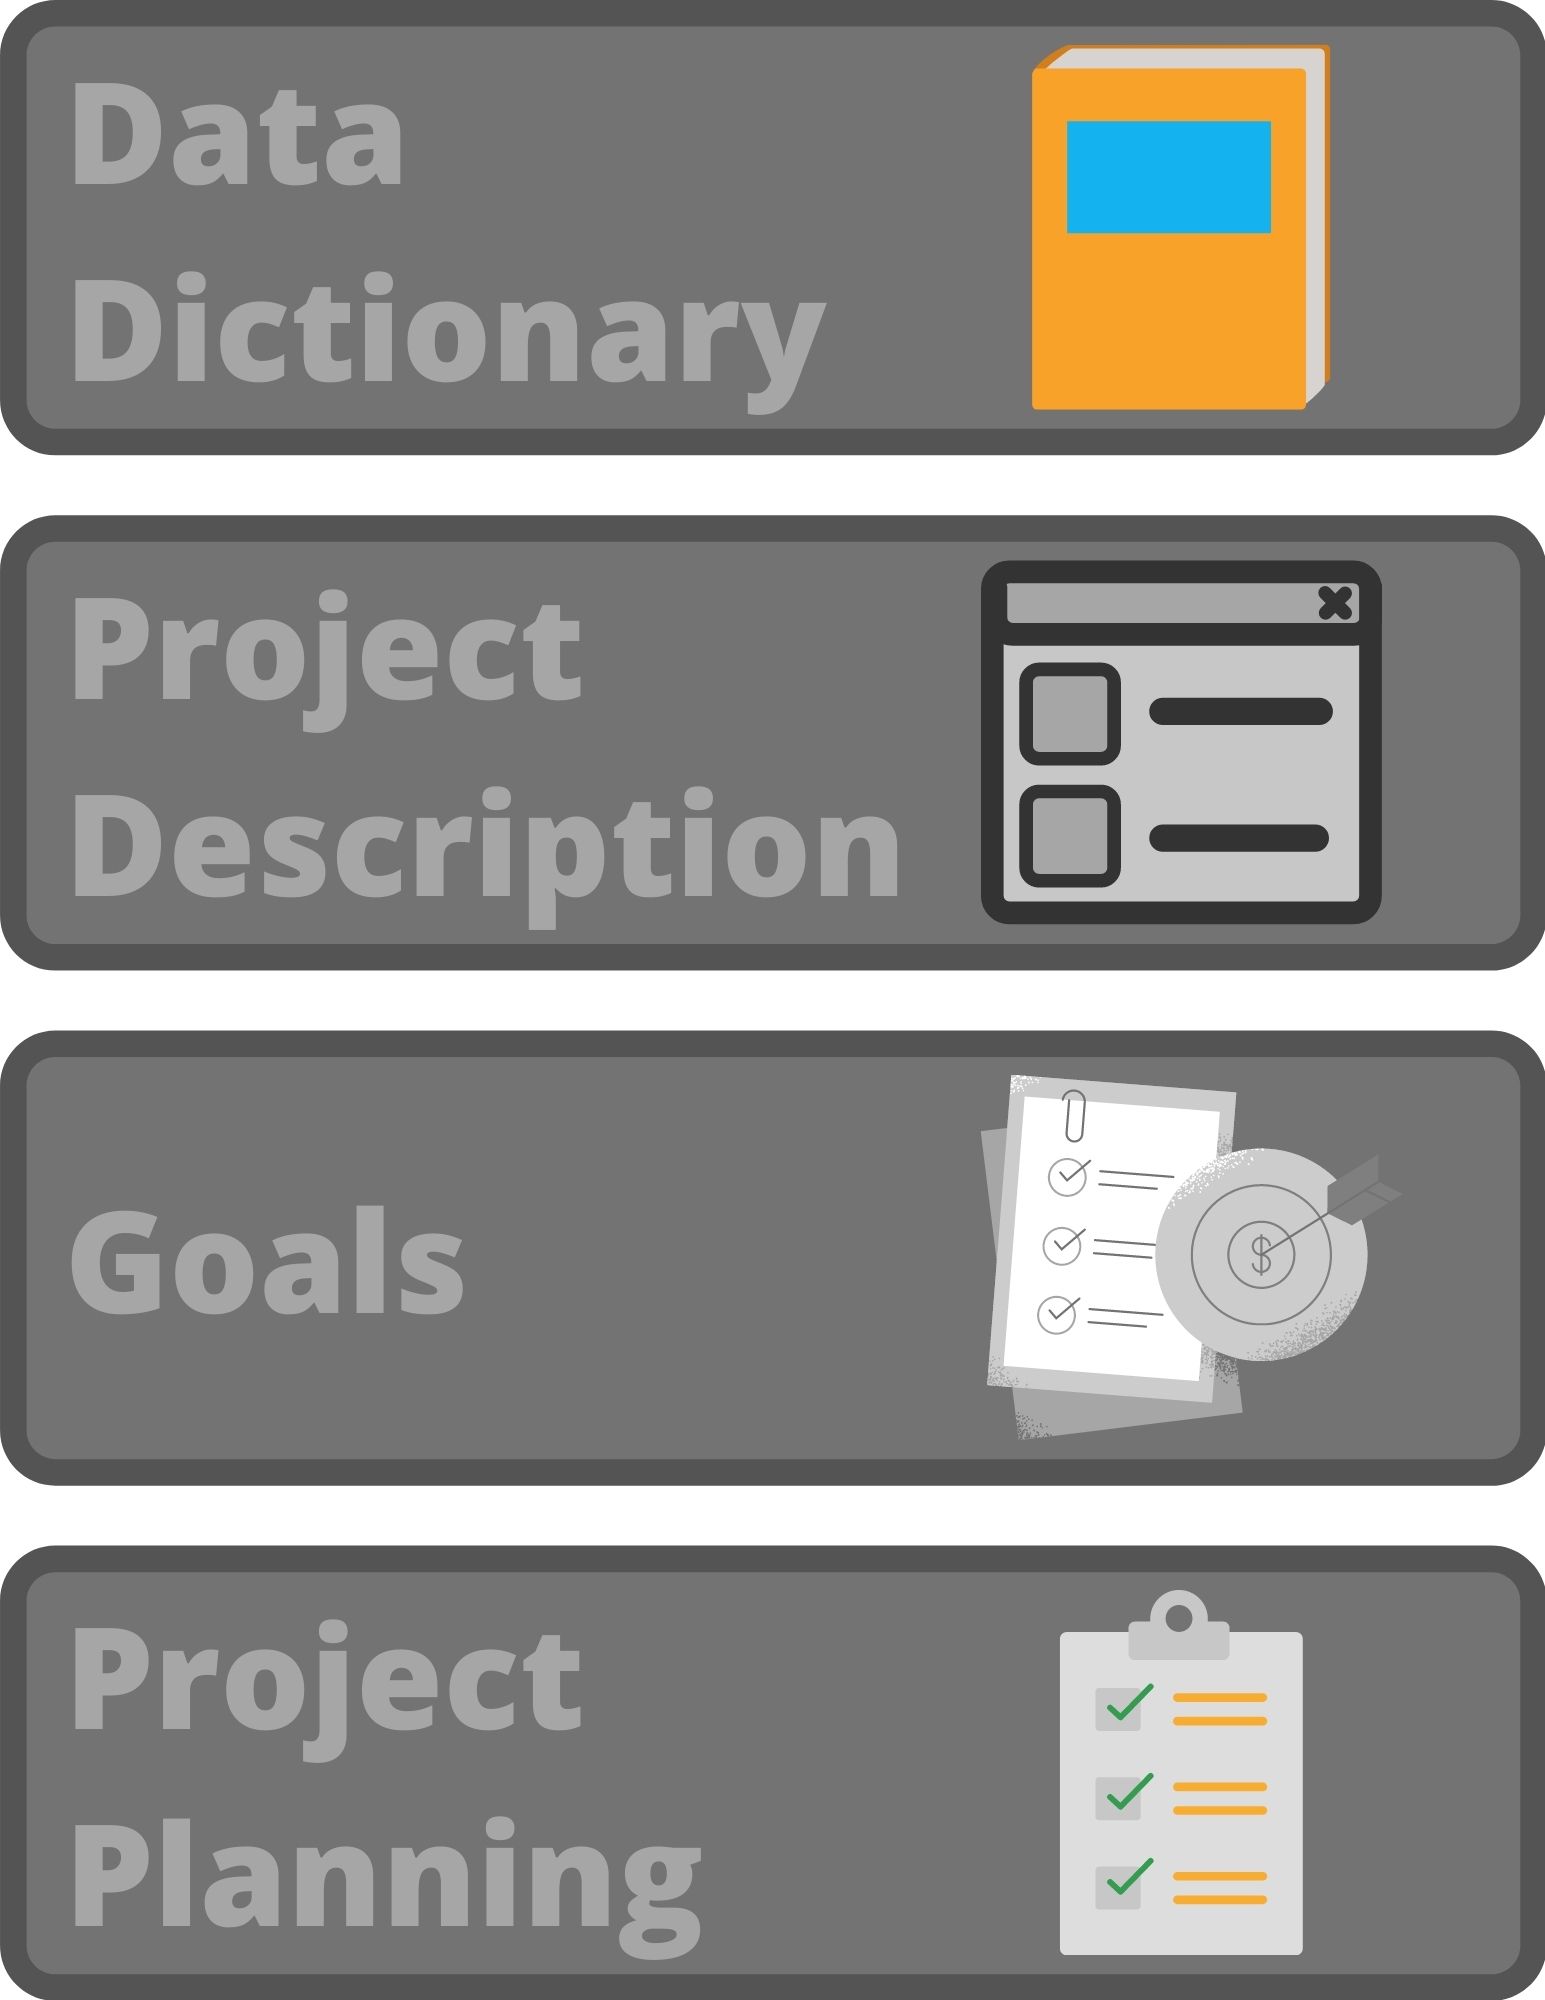 Data
Dictionary
Project
Description
Goals
$
Project
Planning